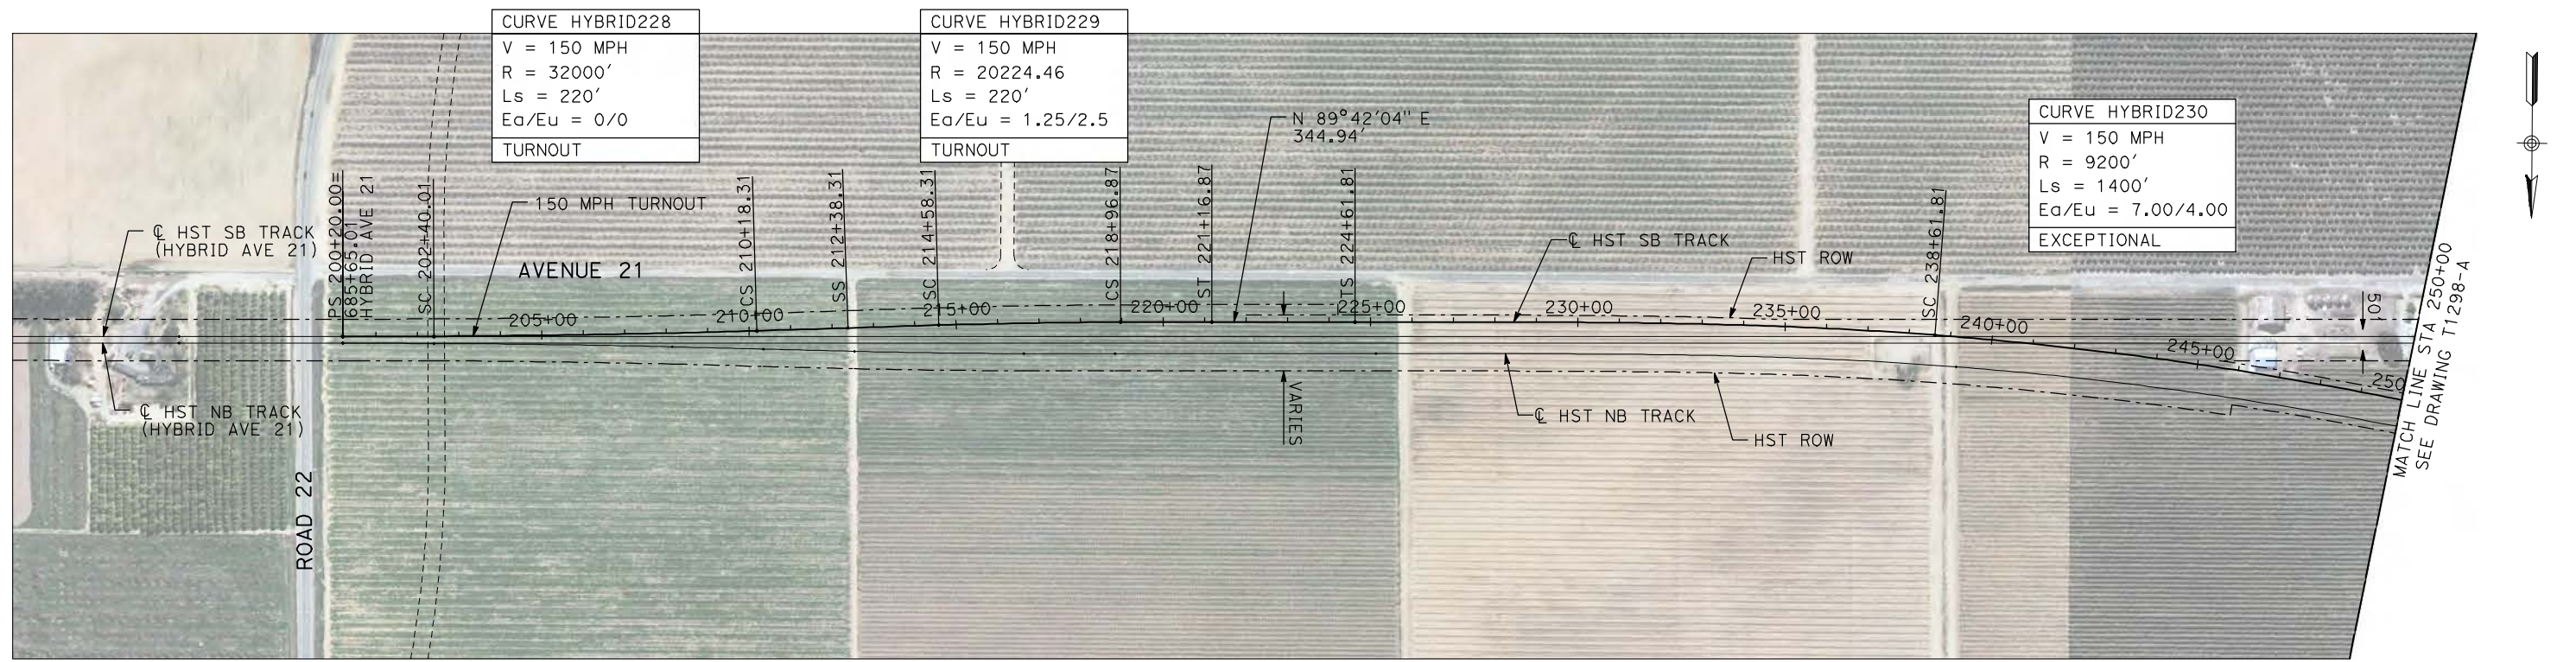 CURVE HYBRID228
V = 150 MPH
R = 32000'
Ls = 220'
Ea/Eu = 0/0
TURNOUT
CURVE HYBRID229
V = 150 MPH
R = 20224.46
Ls = 220'
Ea/Eu = 1.25/2.5
TURNOUT
CURVE HYBRID230
V = 150 MPH
R = 9200'
Ls = 1400'
Ea/Eu = 7.00/4.00
EXCEPTIONAL
N 89°42'04" E
344.94'
150 MPH TURNOUT
℄ HST SB TRACK
(HYBRID AVE 21)
PS 200+20.00=
685+65.01
HYBRID AVE 21
SC 202+40.01
CS 210+18.31
SS 212+38.31
SC 214+58.31
CS 218+96.87
ST 221+16.87
TS 224+61.81
SC 238+61.81
AVENUE 21
℄ HST SB TRACK
HST ROW
205+00
210+00
215+00
220+00
225+00
230+00
235+00
240+00
245+00
250
50'
VARIES
℄ HST NB TRACK
(HYBRID AVE 21)
℄ HST NB TRACK
HST ROW
ROAD 22
MATCH LINE STA 250+00
SEE DRAWING T1298-A